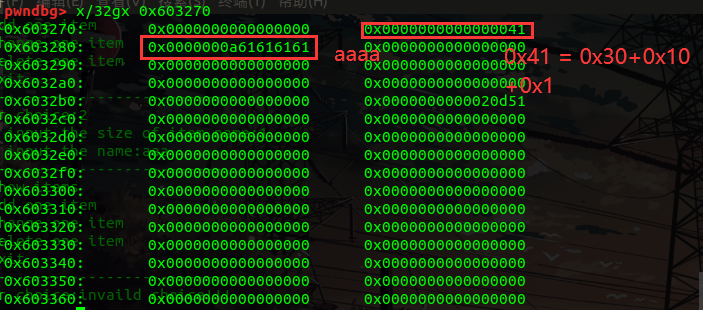 pwndbg> x/32gx 0x603270
0x603270: 0x0000000000000000 0x0000000000000041
0x603280: 0x0000000a61616161 0x0000000000000000
0x603290: 0x0000000000000000 0x0000000000000000
0x6032a0: 0x0000000000000000 0x0000000000000000
0x6032b0: 0x0000000000000000 0x0000000000020d51
0x6032c0: 0x0000000000000000 0x0000000000000000
0x6032d0: 0x0000000000000000 0x0000000000000000
0x6032e0: 0x0000000000000000 0x0000000000000000
0x6032f0: 0x0000000000000000 0x0000000000000000
0x603300: 0x0000000000000000 0x0000000000000000
0x603310: 0x0000000000000000 0x0000000000000000
0x603320: 0x0000000000000000 0x0000000000000000
0x603330: 0x0000000000000000 0x0000000000000000
0x603340: 0x0000000000000000 0x0000000000000000
0x603350: 0x0000000000000000 0x0000000000000000
0x603360: 0x0000000000000000 0x0000000000000000
aaaa
0x41 = 0x30+0x10
+0x1